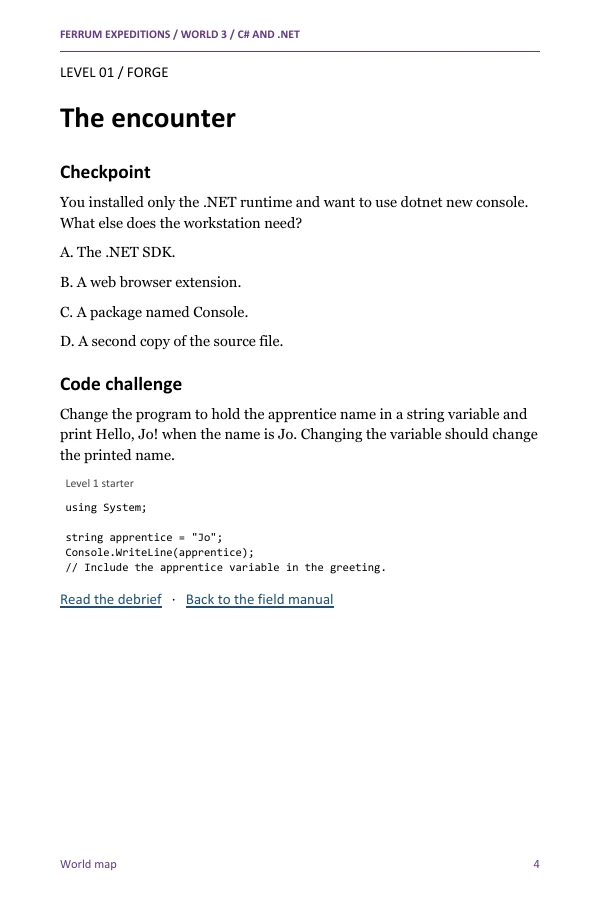 FERRUM EXPEDITIONS / WORLD 3 / C# AND .NET
LEVEL 01 / FORGE
The encounter
Checkpoint
You installed only the .NET runtime and want to use dotnet new console.
What else does the workstation need?
A. The .NET SDK.
B. A web browser extension.
C. A package named Console.
D. A second copy of the source file.
Code challenge
Change the program to hold the apprentice name in a string variable and
print Hello, Jo! when the name is Jo. Changing the variable should change
the printed name.
Level 1 starter
using System;
string apprentice = "Jo";
Console.WriteLine(apprentice);
// Include the apprentice variable in the greeting.
Read the debrief · Back to the field manual
World map 4